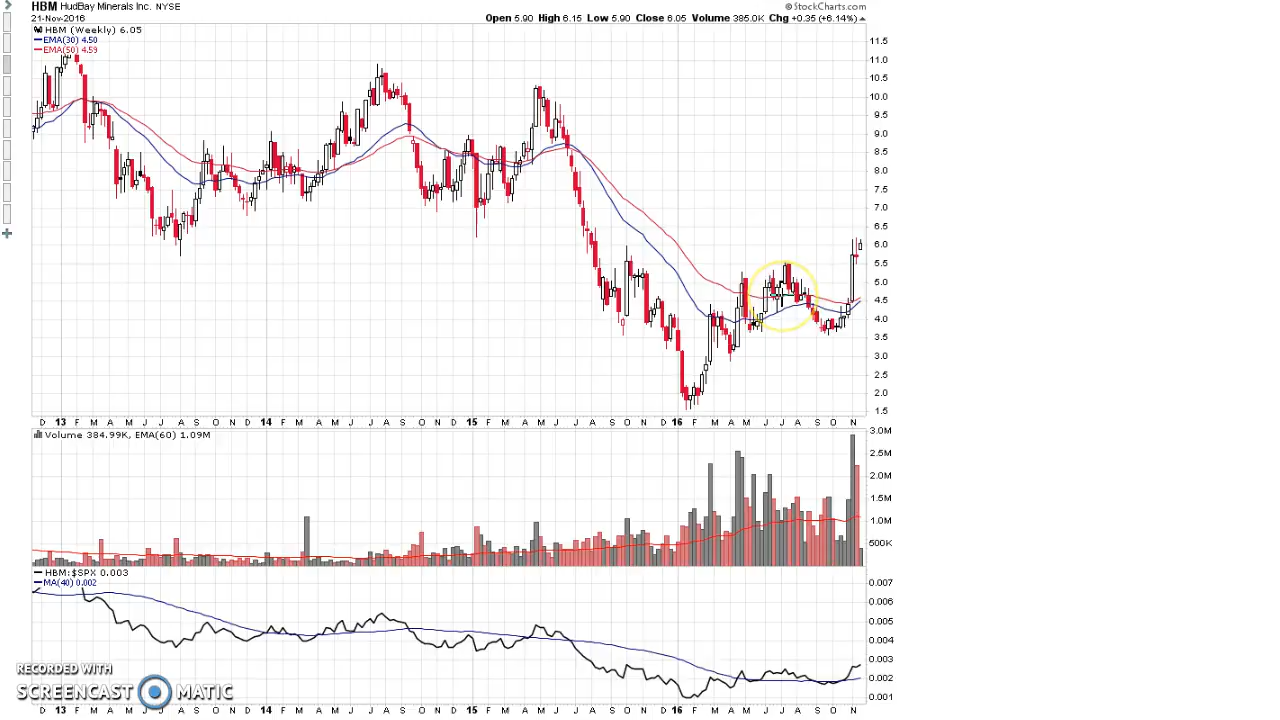 HBM HudBay Minerals Inc. NYSE
© StockCharts.com
21-Nov-2016
Open 5.90 High 6.15 Low 5.90 Close 6.05 Volume 385.0K Chg +0.35 (+6.14%)
HBM (Weekly) 6.05
EMA(30) 4.50
EMA(50) 4.59
11.5
11.0
10.5
10.0
9.5
9.0
8.5
8.0
7.5
7.0
6.5
6.0
5.5
5.0
4.5
4.0
3.5
3.0
2.5
2.0
1.5
D 13 F M A M J J A S O N D 14 F M A M J J A S O N D 15 F M A M J J A S O N D 16 F M A M J J A S O N
Volume 384.99K, EMA(60) 1.09M
3.0M
2.5M
2.0M
1.5M
1.0M
500K
HBM:$SPX 0.003
MA(40) 0.002
0.007
0.006
0.005
0.004
0.003
0.002
0.001
D 13 F M A M J J A S O N D 14 F M A M J J A S O N D 15 F M A M J J A S O N D 16 F M A M J J A S O N
RECORDED WITH
SCREENCAST MATIC